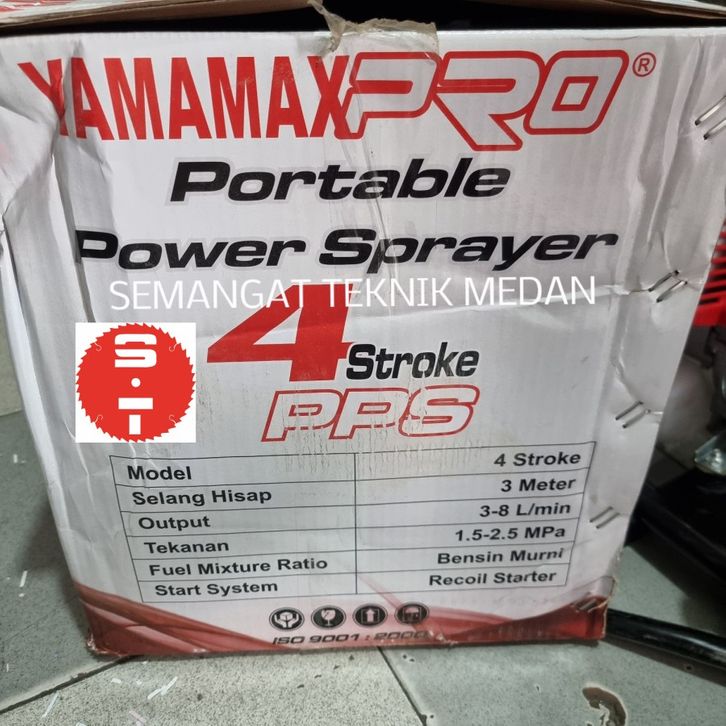 YAMAMAXPRO®
Portable
Power Sprayer
SEMANGAT TEKNIK MEDAN
S.T
4 Stroke
PPS
Model 4 Stroke
Selang Hisap 3 Meter
Output 3-8 L/min
Tekanan 1.5-2.5 MPa
Fuel Mixture Ratio Bensin Murni
Start System Recoil Starter
ISO 9001 : 2000